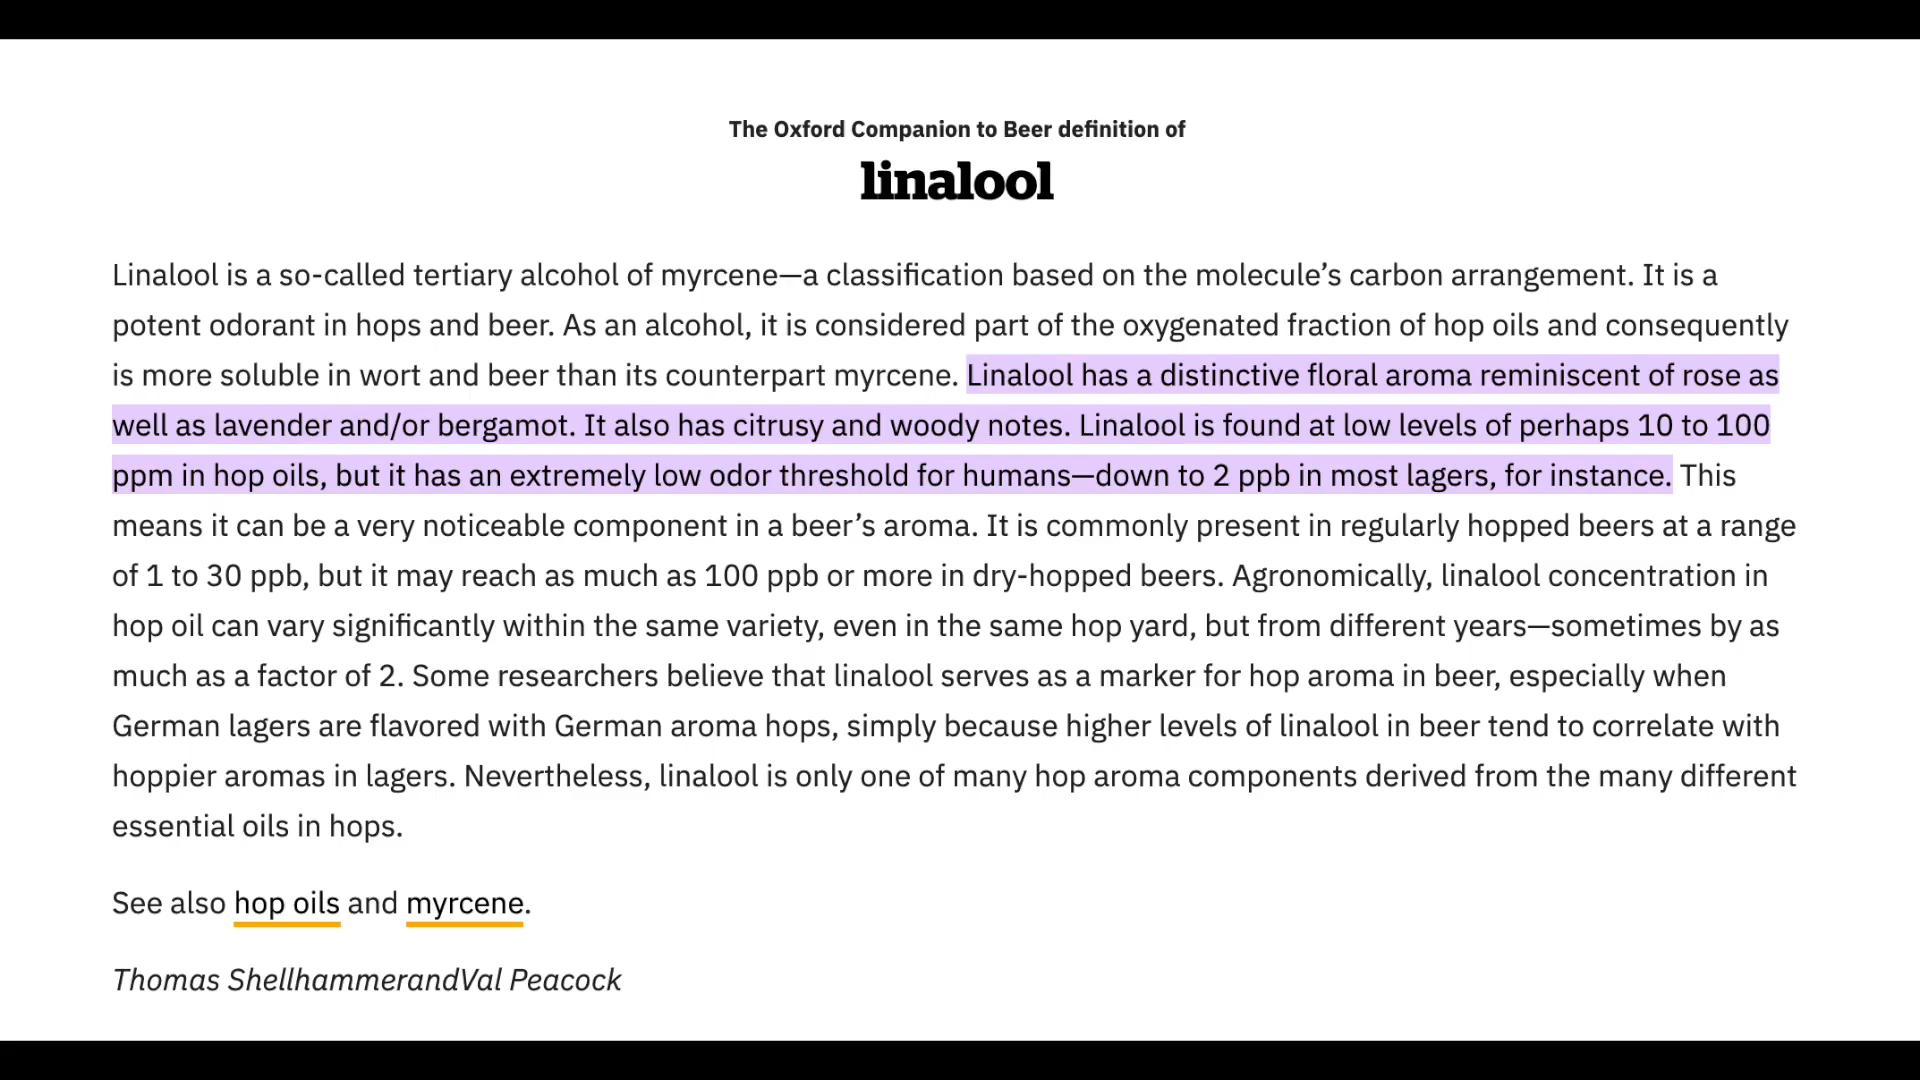 The Oxford Companion to Beer definition of
linalool
Linalool is a so-called tertiary alcohol of myrcene—a classification based on the molecule’s carbon arrangement. It is a
potent odorant in hops and beer. As an alcohol, it is considered part of the oxygenated fraction of hop oils and consequently
is more soluble in wort and beer than its counterpart myrcene. Linalool has a distinctive floral aroma reminiscent of rose as
well as lavender and/or bergamot. It also has citrusy and woody notes. Linalool is found at low levels of perhaps 10 to 100
ppm in hop oils, but it has an extremely low odor threshold for humans—down to 2 ppb in most lagers, for instance. This
means it can be a very noticeable component in a beer’s aroma. It is commonly present in regularly hopped beers at a range
of 1 to 30 ppb, but it may reach as much as 100 ppb or more in dry-hopped beers. Agronomically, linalool concentration in
hop oil can vary significantly within the same variety, even in the same hop yard, but from different years—sometimes by as
much as a factor of 2. Some researchers believe that linalool serves as a marker for hop aroma in beer, especially when
German lagers are flavored with German aroma hops, simply because higher levels of linalool in beer tend to correlate with
hoppier aromas in lagers. Nevertheless, linalool is only one of many hop aroma components derived from the many different
essential oils in hops.
See also hop oils and myrcene.
Thomas ShellhammerandVal Peacock